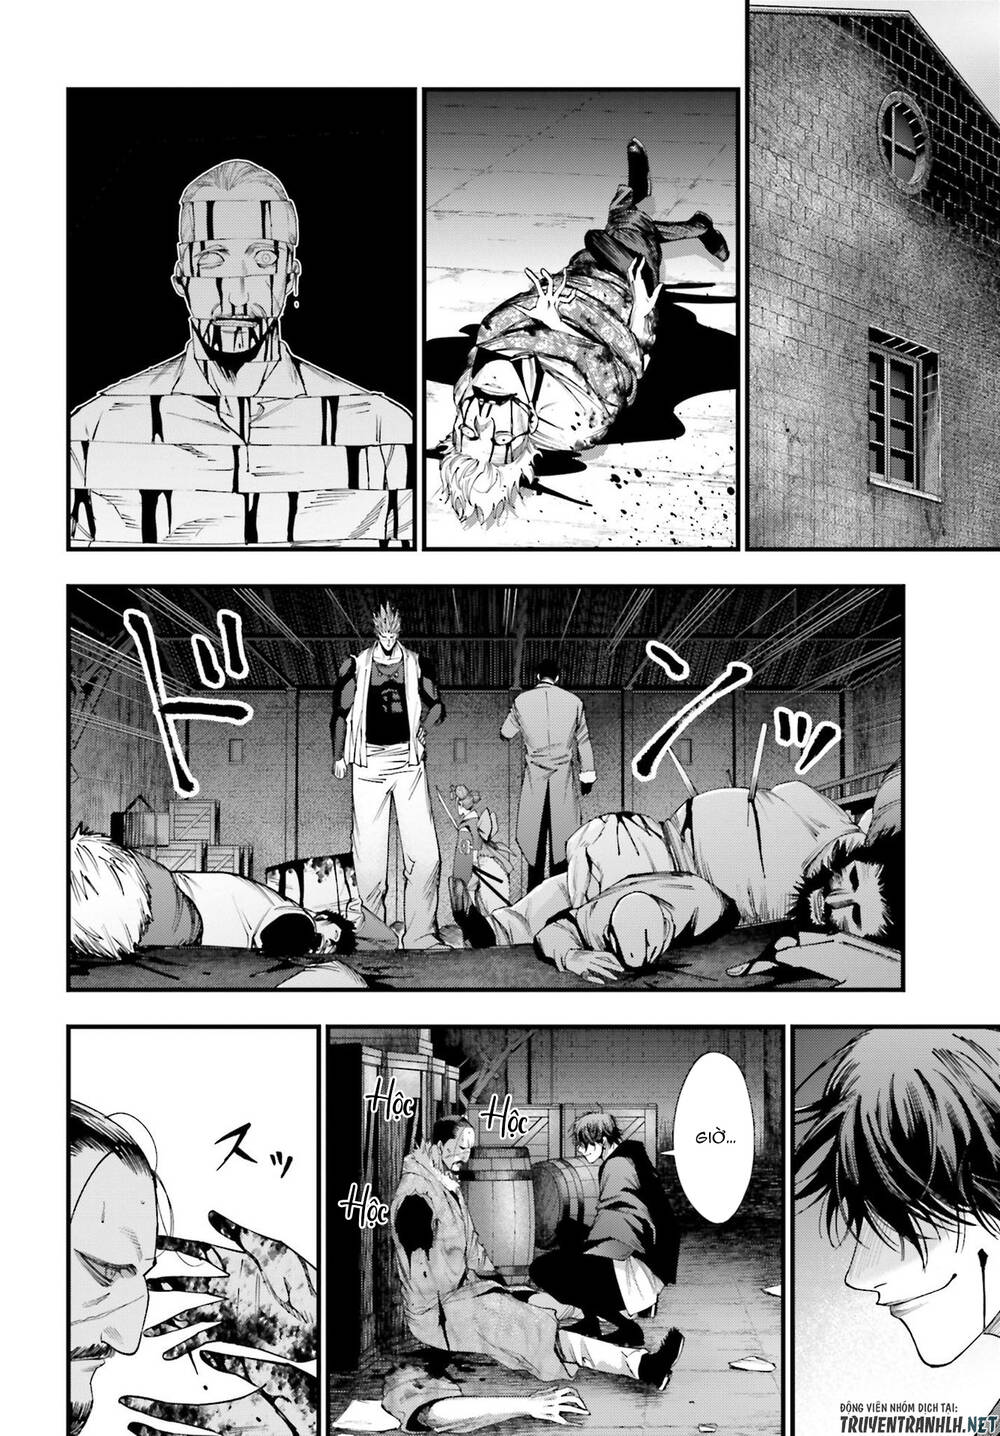 ドンッ
GIỜ...
HỘC
HỘC
HỘC
スッ
ĐỘNG VIÊN NHÓM DỊCH TẠI:
TRUYENTRANHLH.NET